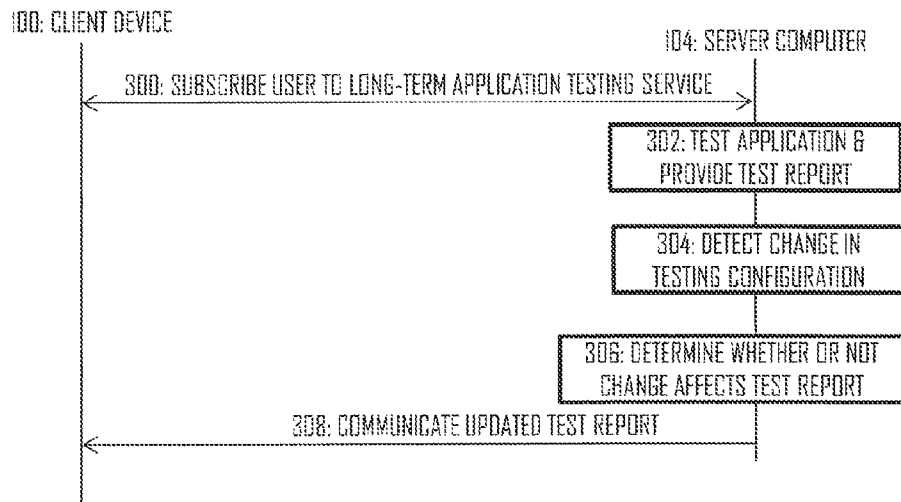 100: CLIENT DEVICE
104: SERVER COMPUTER
300: SUBSCRIBE USER TO LONG-TERM APPLICATION TESTING SERVICE
302: TEST APPLICATION &
PROVIDE TEST REPORT
304: DETECT CHANGE IN
TESTING CONFIGURATION
306: DETERMINE WHETHER OR NOT
CHANGE AFFECTS TEST REPORT
308: COMMUNICATE UPDATED TEST REPORT